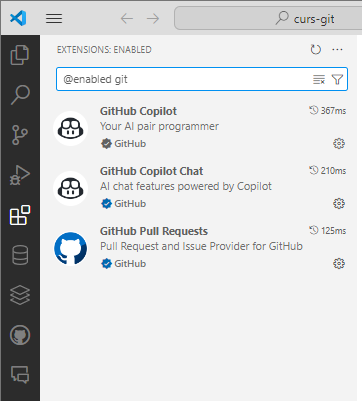 curs-git
EXTENSIONS: ENABLED
@enabled git
GitHub Copilot 367ms
Your AI pair programmer
GitHub
GitHub Copilot Chat 210ms
AI chat features powered by Copilot
GitHub
GitHub Pull Requests 125ms
Pull Request and Issue Provider for GitHub
GitHub